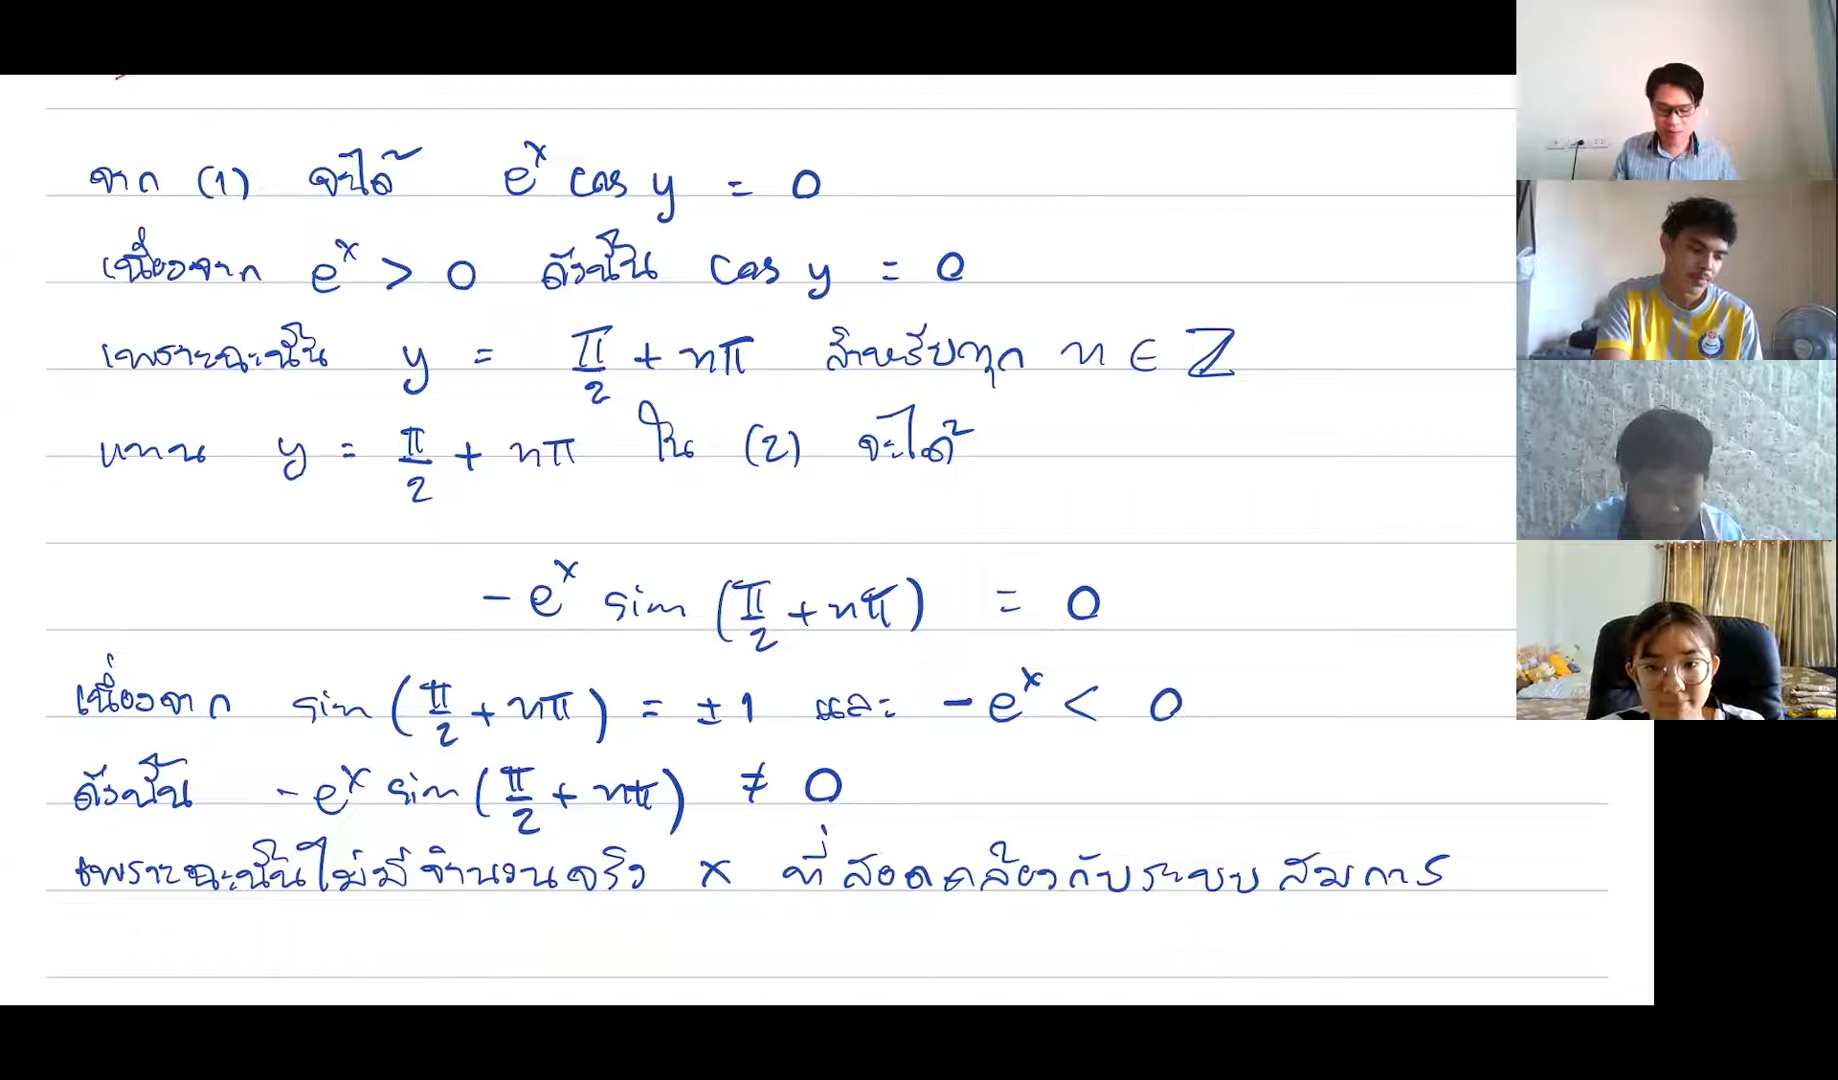 จาก (1) จะได้ e^x cos y = 0
เนื่องจาก e^x > 0 ดังนั้น cos y = 0
เพราะฉะนั้น y = π/2 + nπ สำหรับทุก n ∈ ℤ
แทน y = π/2 + nπ ใน (2) จะได้
- e^x sin (π/2 + nπ) = 0
เนื่องจาก sin (π/2 + nπ) = ±1 และ - e^x < 0
ดังนั้น - e^x sin (π/2 + nπ) ≠ 0
เพราะฉะนั้นไม่มีจำนวนจริง x ที่สอดคล้องกับระบบสมการ